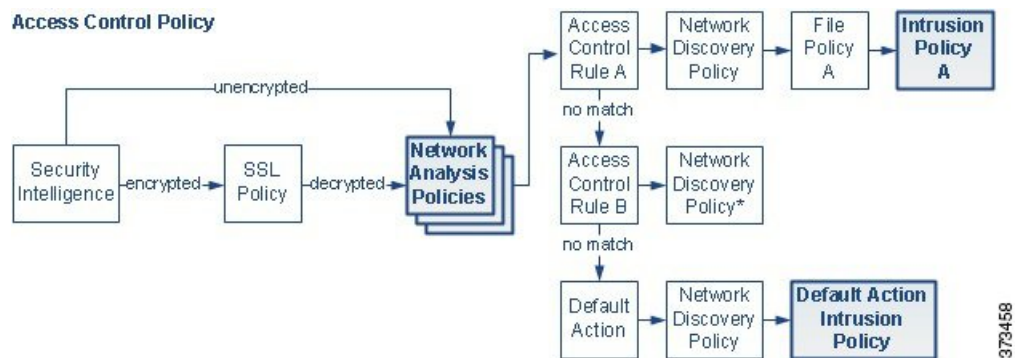 Access Control Policy
unencrypted
Security
Intelligence
encrypted
SSL
Policy
decrypted
Network
Analysis
Policies
Access
Control
Rule A
Network
Discovery
Policy
File
Policy
A
Intrusion
Policy
A
no match
Access
Control
Rule B
Network
Discovery
Policy*
no match
Default
Action
Network
Discovery
Policy
Default Action
Intrusion
Policy
373458